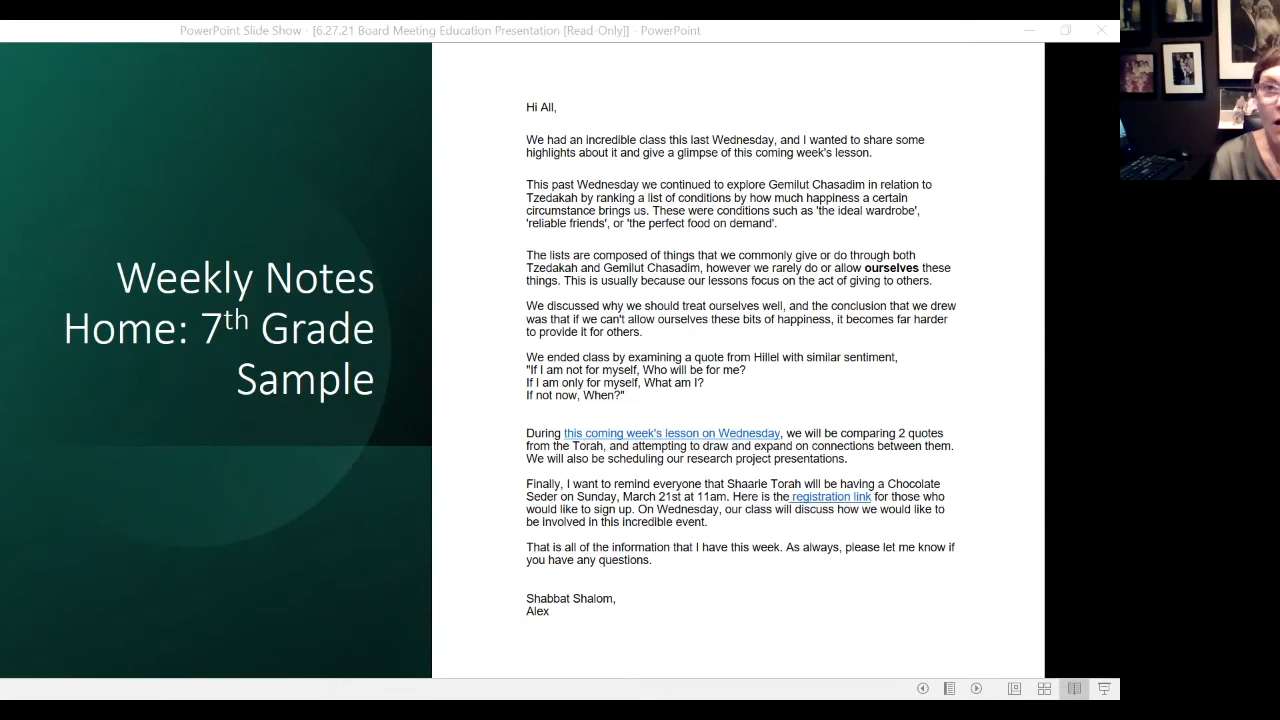 PowerPoint Slide Show - [6.27.21 Board Meeting Education Presentation [Read-Only]] - PowerPoint
Weekly Notes
Home: 7th Grade
Sample
Hi All,
We had an incredible class this last Wednesday, and I wanted to share some
highlights about it and give a glimpse of this coming week's lesson.
This past Wednesday we continued to explore Gemilut Chasadim in relation to
Tzedakah by ranking a list of conditions by how much happiness a certain
circumstance brings us. These were conditions such as 'the ideal wardrobe',
'reliable friends', or 'the perfect food on demand'.
The lists are composed of things that we commonly give or do through both
Tzedakah and Gemilut Chasadim, however we rarely do or allow ourselves these
things. This is usually because our lessons focus on the act of giving to others.
We discussed why we should treat ourselves well, and the conclusion that we drew
was that if we can't allow ourselves these bits of happiness, it becomes far harder
to provide it for others.
We ended class by examining a quote from Hillel with similar sentiment,
"If I am not for myself, Who will be for me?
If I am only for myself, What am I?
If not now, When?"
During this coming week's lesson on Wednesday, we will be comparing 2 quotes
from the Torah, and attempting to draw and expand on connections between them.
We will also be scheduling our research project presentations.
Finally, I want to remind everyone that Shaarie Torah will be having a Chocolate
Seder on Sunday, March 21st at 11am. Here is the registration link for those who
would like to sign up. On Wednesday, our class will discuss how we would like to
be involved in this incredible event.
That is all of the information that I have this week. As always, please let me know if
you have any questions.
Shabbat Shalom,
Alex